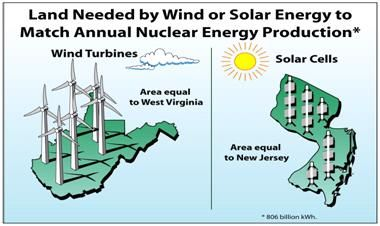 Land Needed by Wind or Solar Energy to
Match Annual Nuclear Energy Production*
Wind Turbines
Area equal
to West Virginia
Solar Cells
Area equal
to New Jersey
* 806 billion kWh.